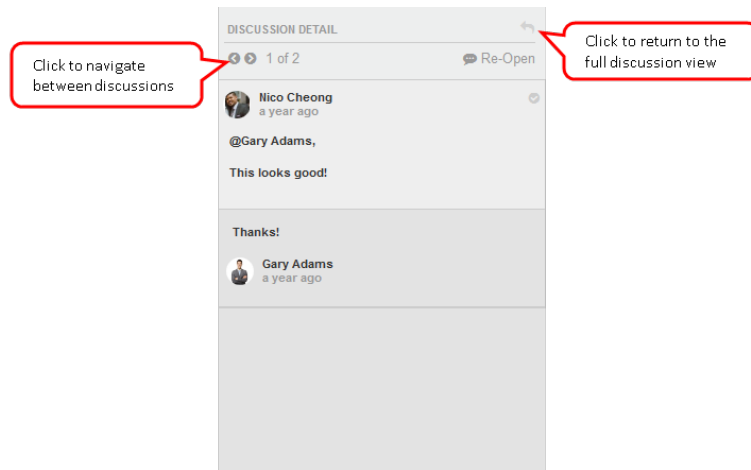 DISCUSSION DETAIL
Click to navigate
between discussions
1 of 2
Re-Open
Click to return to the
full discussion view
Nico Cheong
a year ago
@Gary Adams,
This looks good!
Thanks!
Gary Adams
a year ago